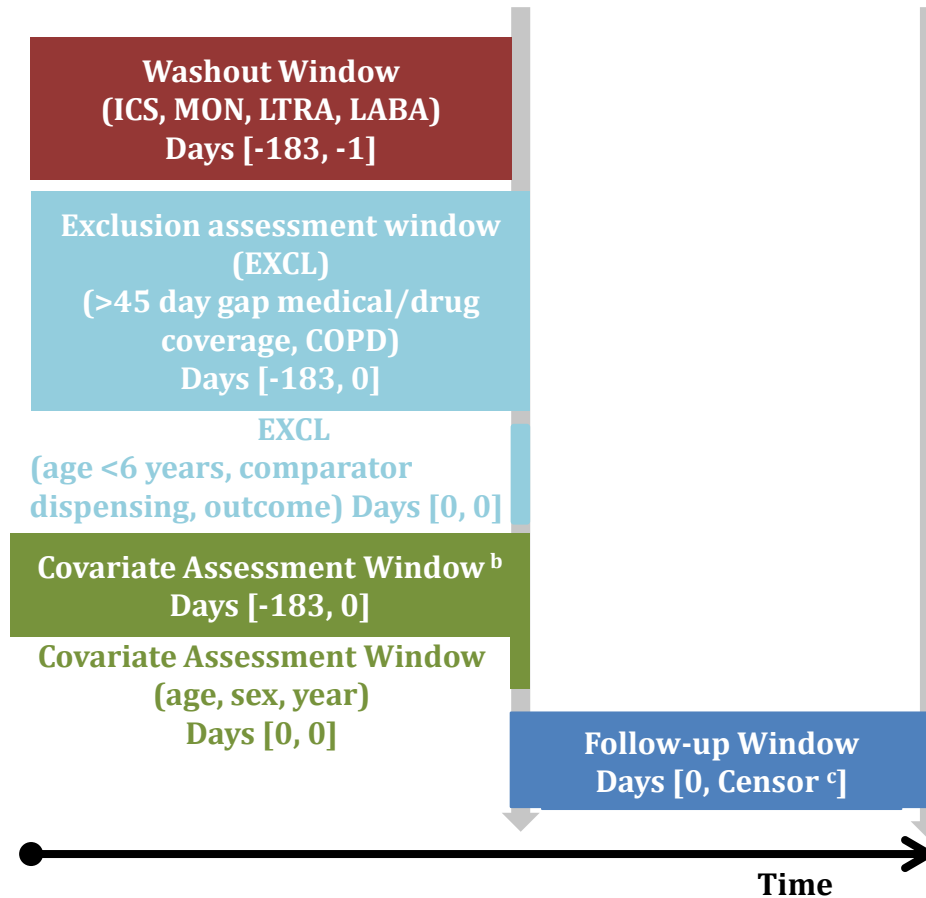 Washout Window
(ICS, MON, LTRA, LABA)
Days [-183, -1]
Exclusion assessment window
(EXCL)
(>45 day gap medical/drug
coverage, COPD)
Days [-183, 0]
EXCL
(age <6 years, comparator
dispensing, outcome) Days [0, 0]
Covariate Assessment Window ᵇ
Days [-183, 0]
Covariate Assessment Window
(age, sex, year)
Days [0, 0]
Follow-up Window
Days [0, Censor ᶜ]
Time